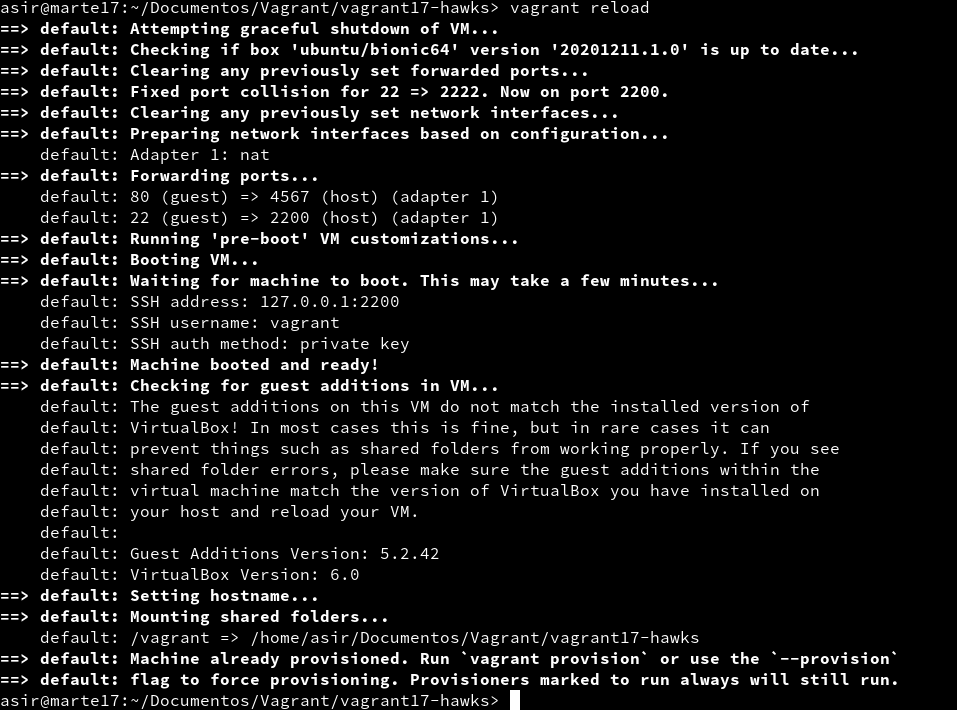 asir@marte17:~/Documentos/Vagrant/vagrant17-hawks> vagrant reload
==> default: Attempting graceful shutdown of VM...
==> default: Checking if box 'ubuntu/bionic64' version '20201211.1.0' is up to date...
==> default: Clearing any previously set forwarded ports...
==> default: Fixed port collision for 22 => 2222. Now on port 2200.
==> default: Clearing any previously set network interfaces...
==> default: Preparing network interfaces based on configuration...
    default: Adapter 1: nat
==> default: Forwarding ports...
    default: 80 (guest) => 4567 (host) (adapter 1)
    default: 22 (guest) => 2200 (host) (adapter 1)
==> default: Running 'pre-boot' VM customizations...
==> default: Booting VM...
==> default: Waiting for machine to boot. This may take a few minutes...
    default: SSH address: 127.0.0.1:2200
    default: SSH username: vagrant
    default: SSH auth method: private key
==> default: Machine booted and ready!
==> default: Checking for guest additions in VM...
    default: The guest additions on this VM do not match the installed version of
    default: VirtualBox! In most cases this is fine, but in rare cases it can
    default: prevent things such as shared folders from working properly. If you see
    default: shared folder errors, please make sure the guest additions within the
    default: virtual machine match the version of VirtualBox you have installed on
    default: your host and reload your VM.
    default:
    default: Guest Additions Version: 5.2.42
    default: VirtualBox Version: 6.0
==> default: Setting hostname...
==> default: Mounting shared folders...
    default: /vagrant => /home/asir/Documentos/Vagrant/vagrant17-hawks
==> default: Machine already provisioned. Run `vagrant provision` or use the `--provision`
==> default: flag to force provisioning. Provisioners marked to run always will still run.
asir@marte17:~/Documentos/Vagrant/vagrant17-hawks>